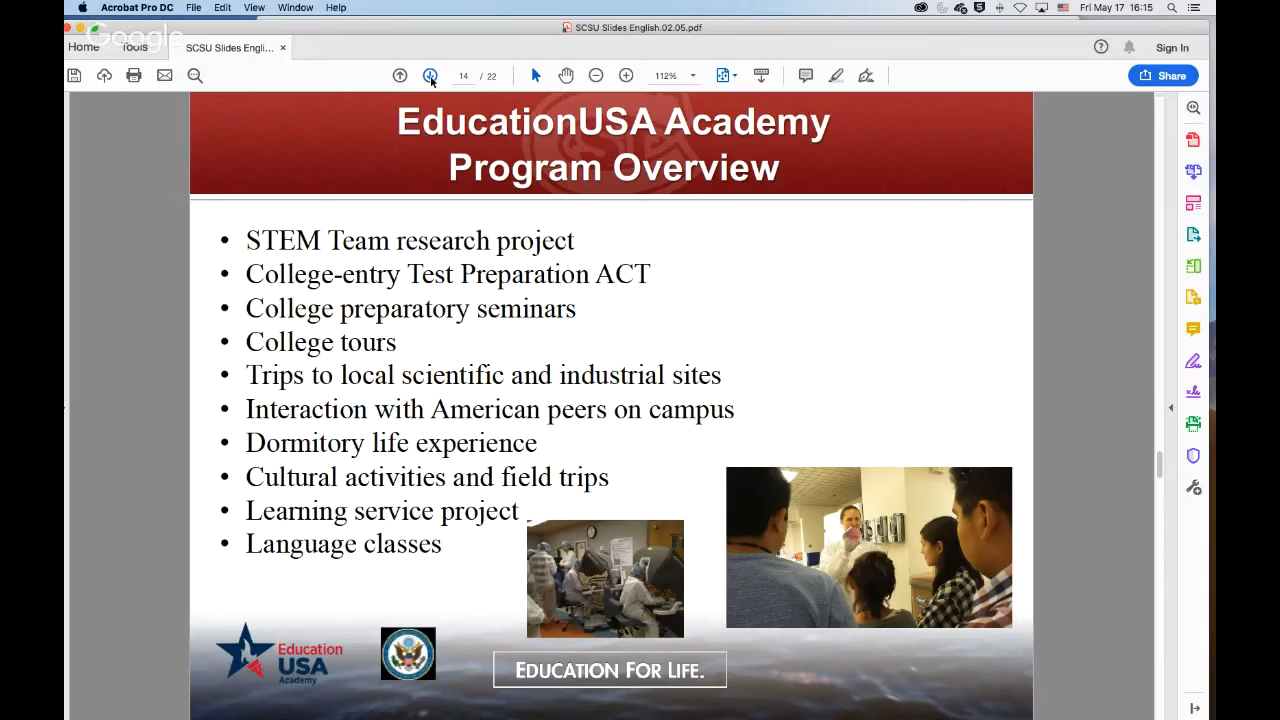 Acrobat Pro DC File Edit View Window Help Fri May 17 16:15
SCSU Slides English.02.05.pdf
Google
Home Tools SCSU Slides Engli... × Sign In
14 / 22 112% Share
EducationUSA Academy
Program Overview
• STEM Team research project
• College-entry Test Preparation ACT
• College preparatory seminars
• College tours
• Trips to local scientific and industrial sites
• Interaction with American peers on campus
• Dormitory life experience
• Cultural activities and field trips
• Learning service project
• Language classes
Education
USA
Academy
EDUCATION FOR LIFE.